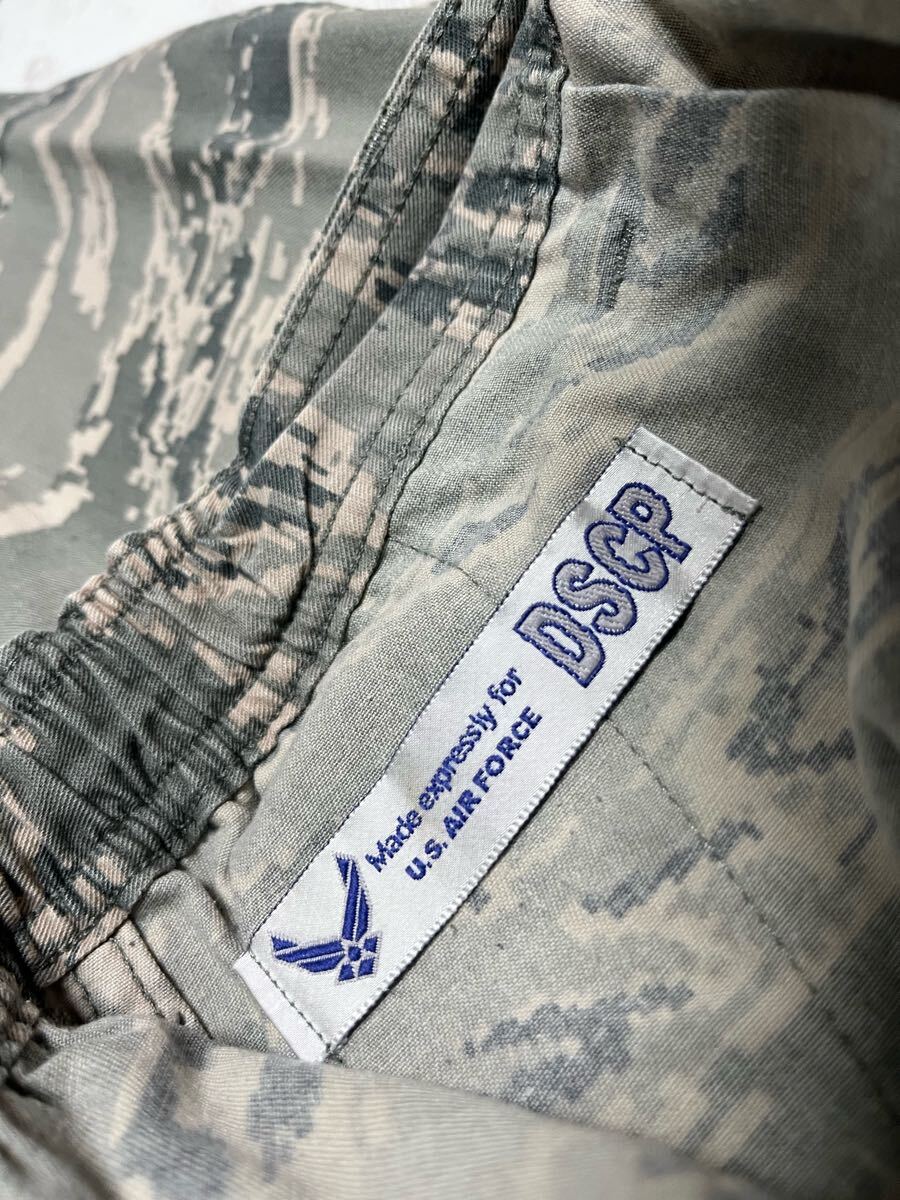 Made expressly for
U.S. AIR FORCE
DSCP